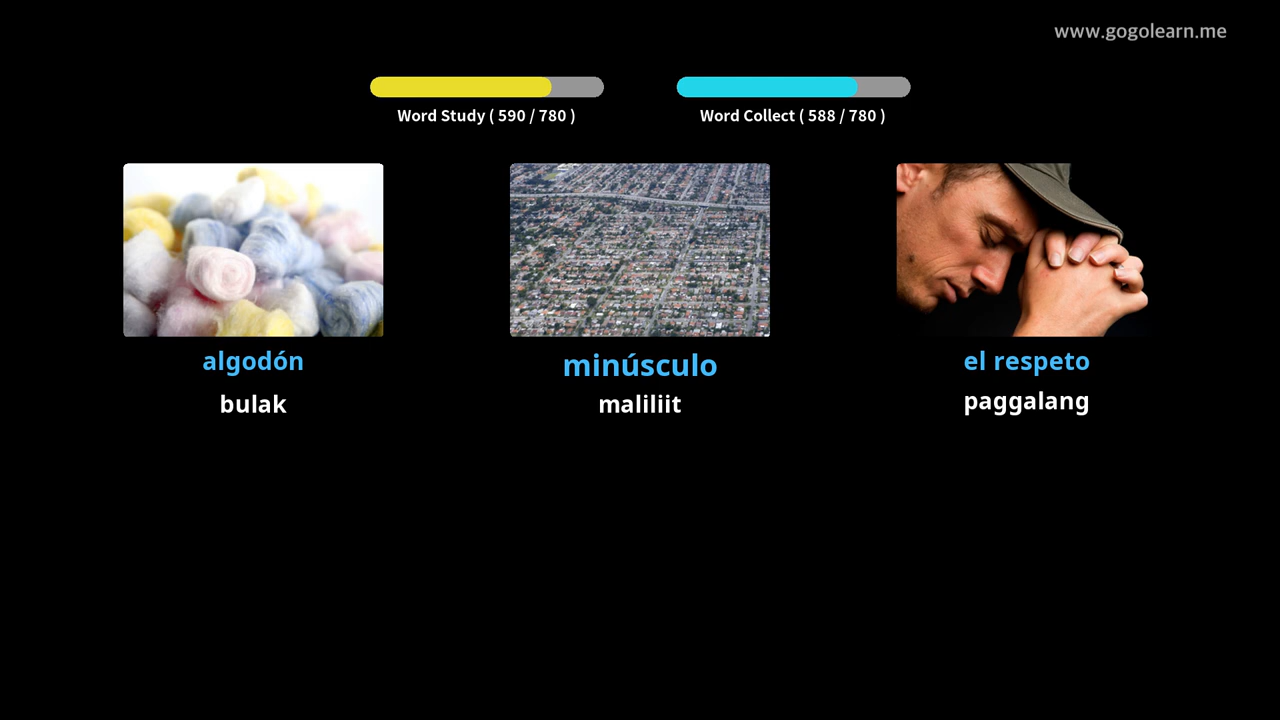 www.gogolearn.me
Word Study ( 590 / 780 )
Word Collect ( 588 / 780 )
algodón
bulak
minúsculo
maliliit
el respeto
paggalang